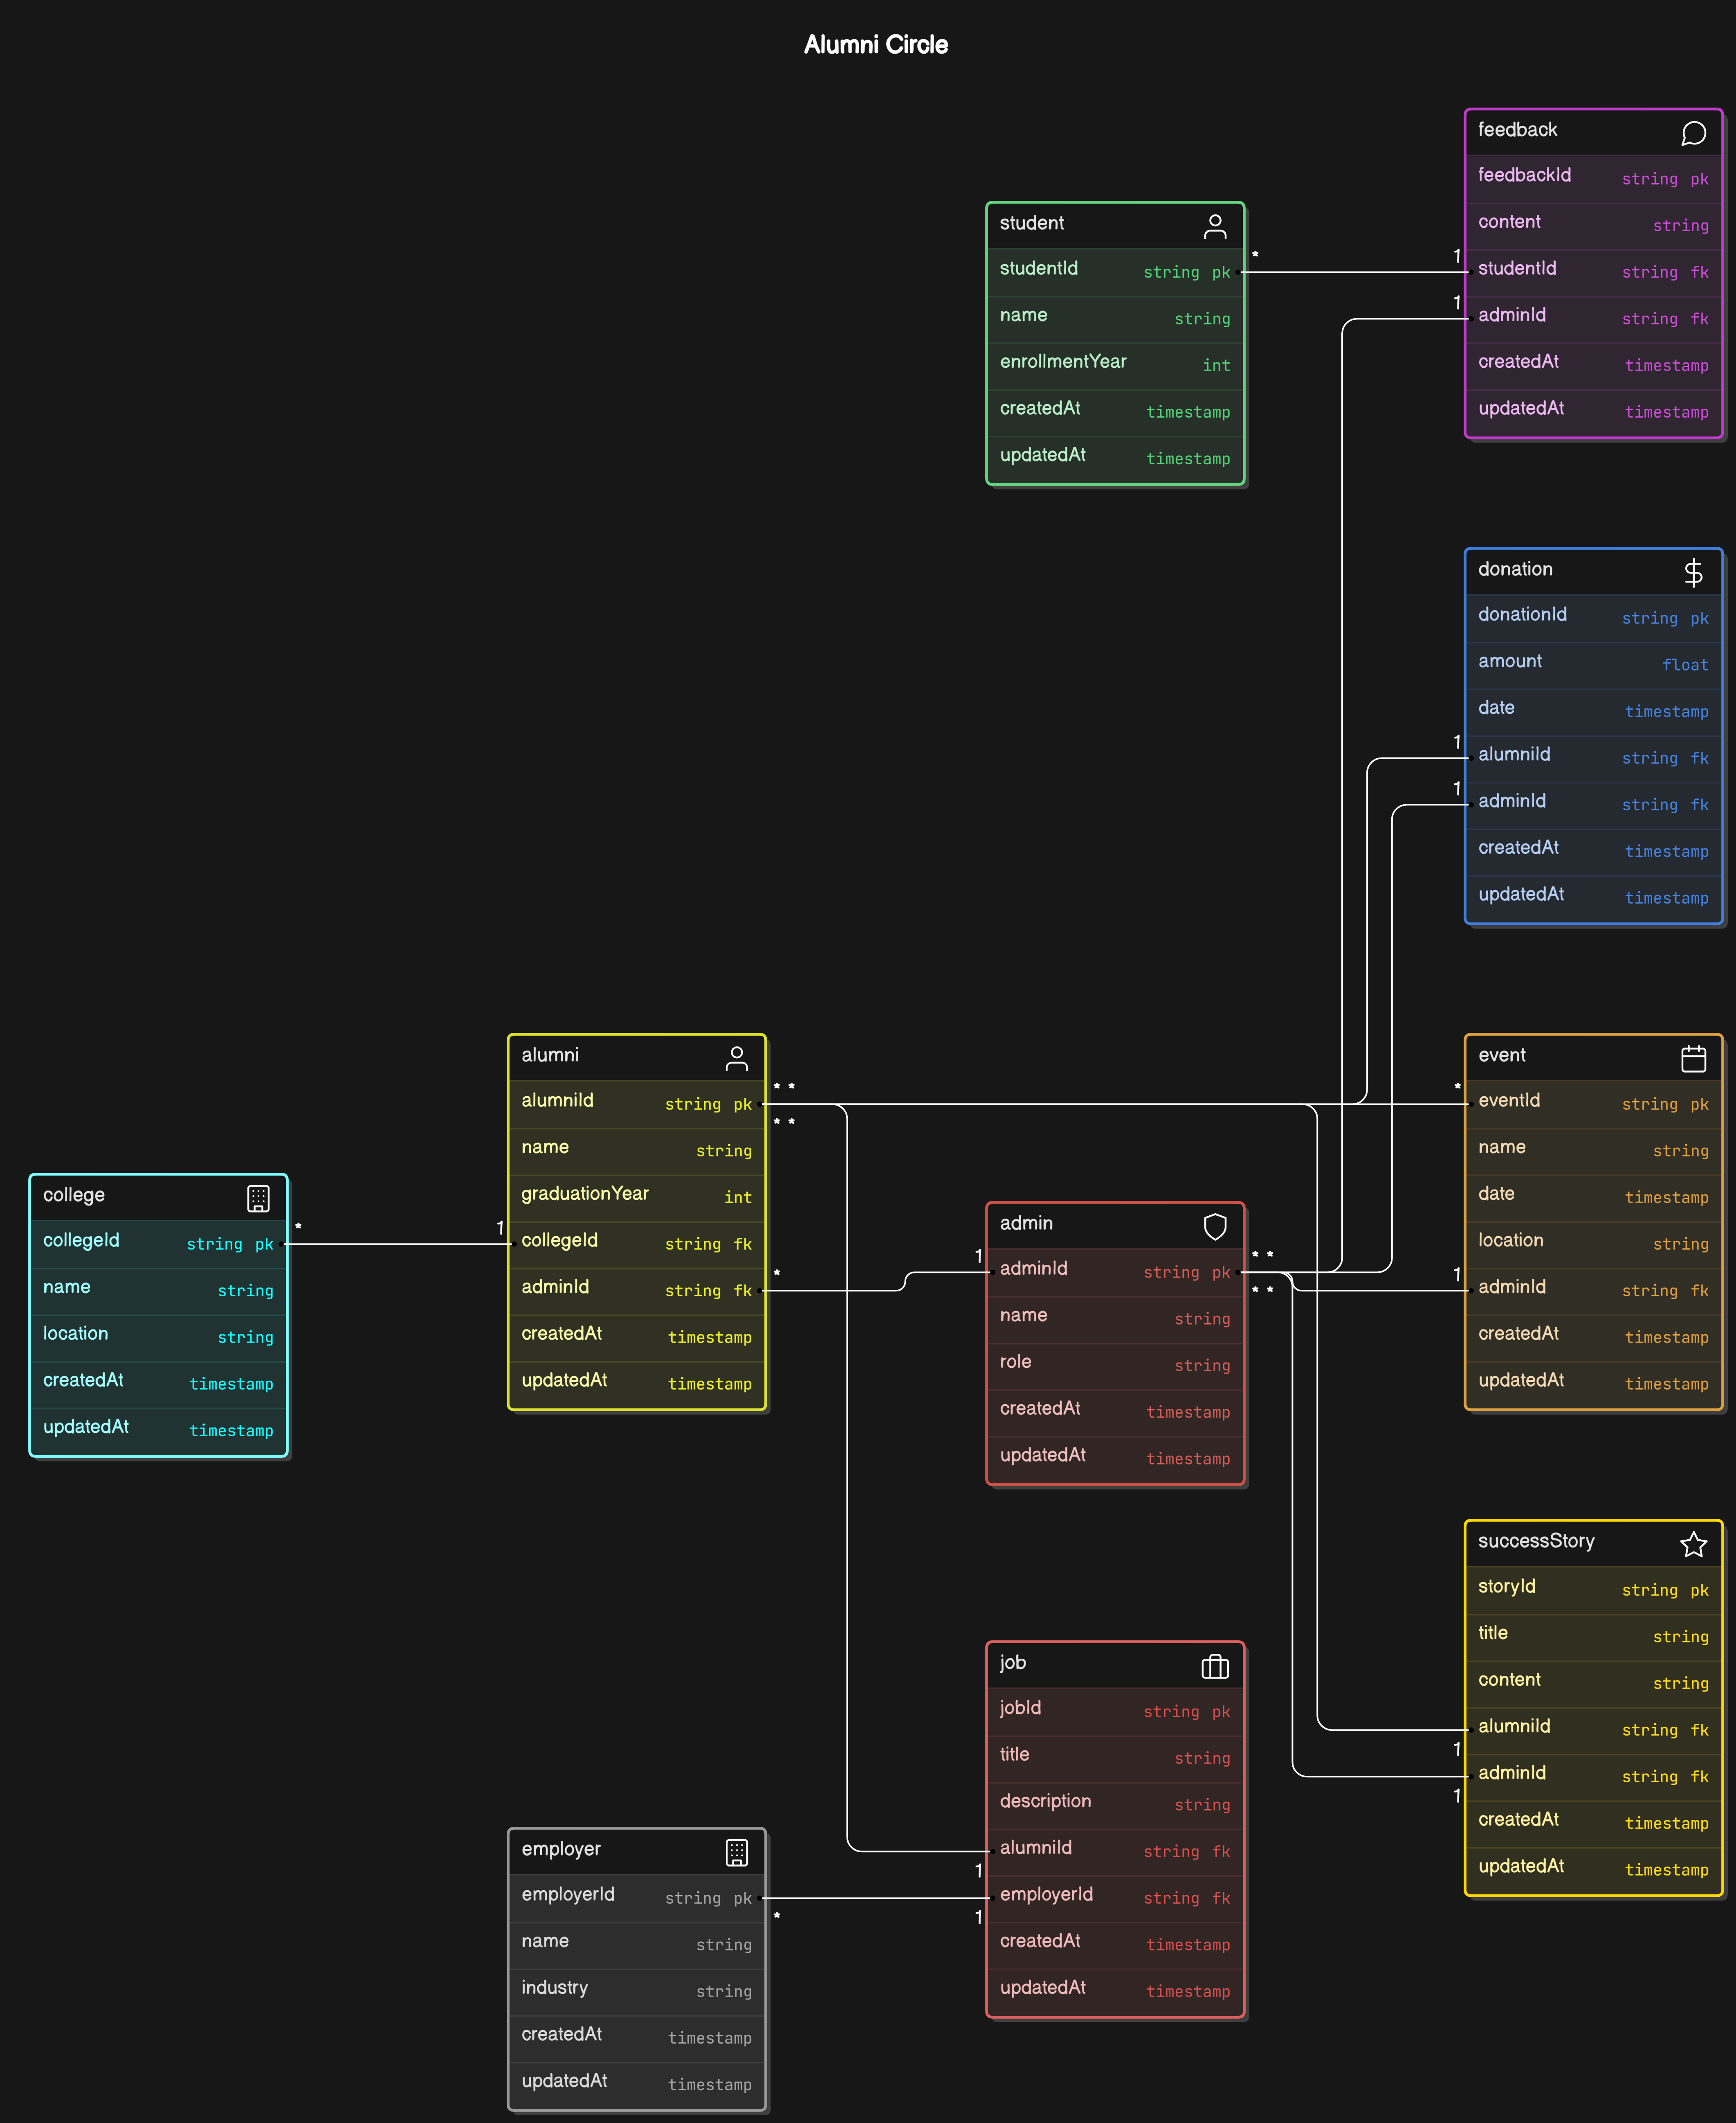 Alumni Circle
feedback
feedbackId string pk
content string
studentId string fk
adminId string fk
createdAt timestamp
updatedAt timestamp
student
studentId string pk
name string
enrollmentYear int
createdAt timestamp
updatedAt timestamp
* 1
1
donation
donationId string pk
amount float
date timestamp
alumniId string fk
adminId string fk
createdAt timestamp
updatedAt timestamp
1
1
alumni
alumniId string pk
name string
graduationYear int
collegeId string fk
adminId string fk
createdAt timestamp
updatedAt timestamp
* *
* *
*
event
eventId string pk
name string
date timestamp
location string
adminId string fk
createdAt timestamp
updatedAt timestamp
*
1
college
collegeId string pk
name string
location string
createdAt timestamp
updatedAt timestamp
* 1
admin
adminId string pk
name string
role string
createdAt timestamp
updatedAt timestamp
1 * *
* *
successStory
storyId string pk
title string
content string
alumniId string fk
adminId string fk
createdAt timestamp
updatedAt timestamp
1
1
job
jobId string pk
title string
description string
alumniId string fk
employerId string fk
createdAt timestamp
updatedAt timestamp
1
* 1
employer
employerId string pk
name string
industry string
createdAt timestamp
updatedAt timestamp